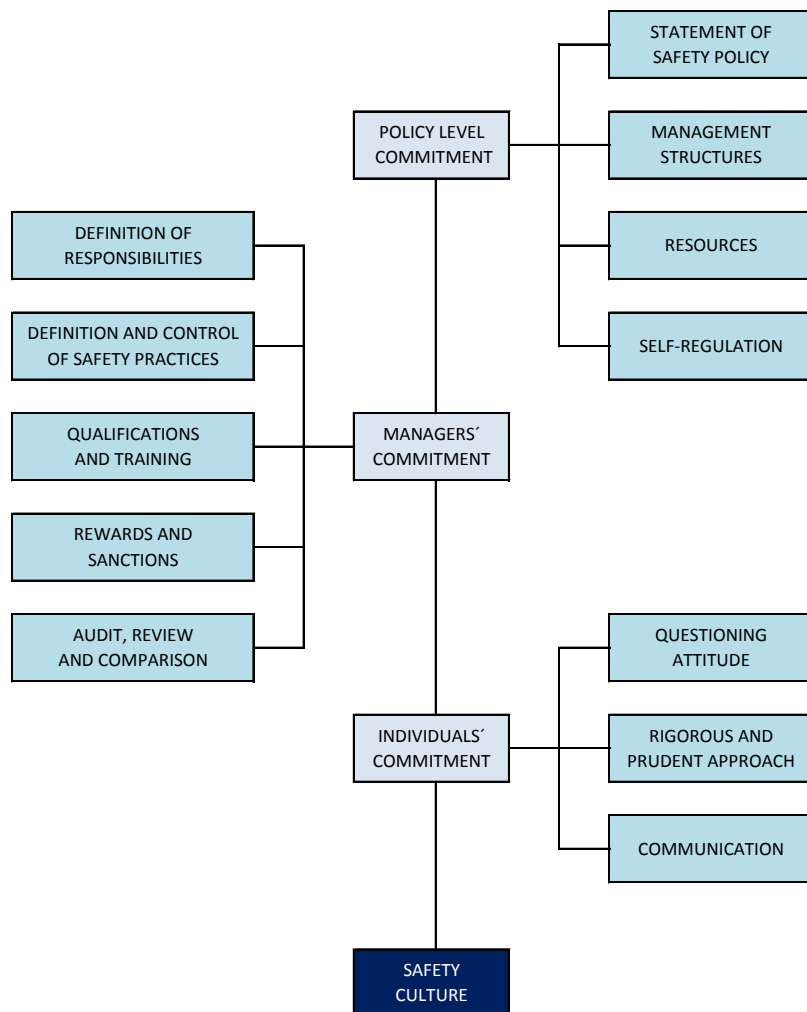 STATEMENT OF
SAFETY POLICY
POLICY LEVEL
COMMITMENT
MANAGEMENT
STRUCTURES
DEFINITION OF
RESPONSIBILITIES
RESOURCES
DEFINITION AND CONTROL
OF SAFETY PRACTICES
SELF-REGULATION
QUALIFICATIONS
AND TRAINING
MANAGERS´
COMMITMENT
REWARDS AND
SANCTIONS
AUDIT, REVIEW
AND COMPARISON
QUESTIONING
ATTITUDE
INDIVIDUALS´
COMMITMENT
RIGOROUS AND
PRUDENT APPROACH
COMMUNICATION
SAFETY
CULTURE